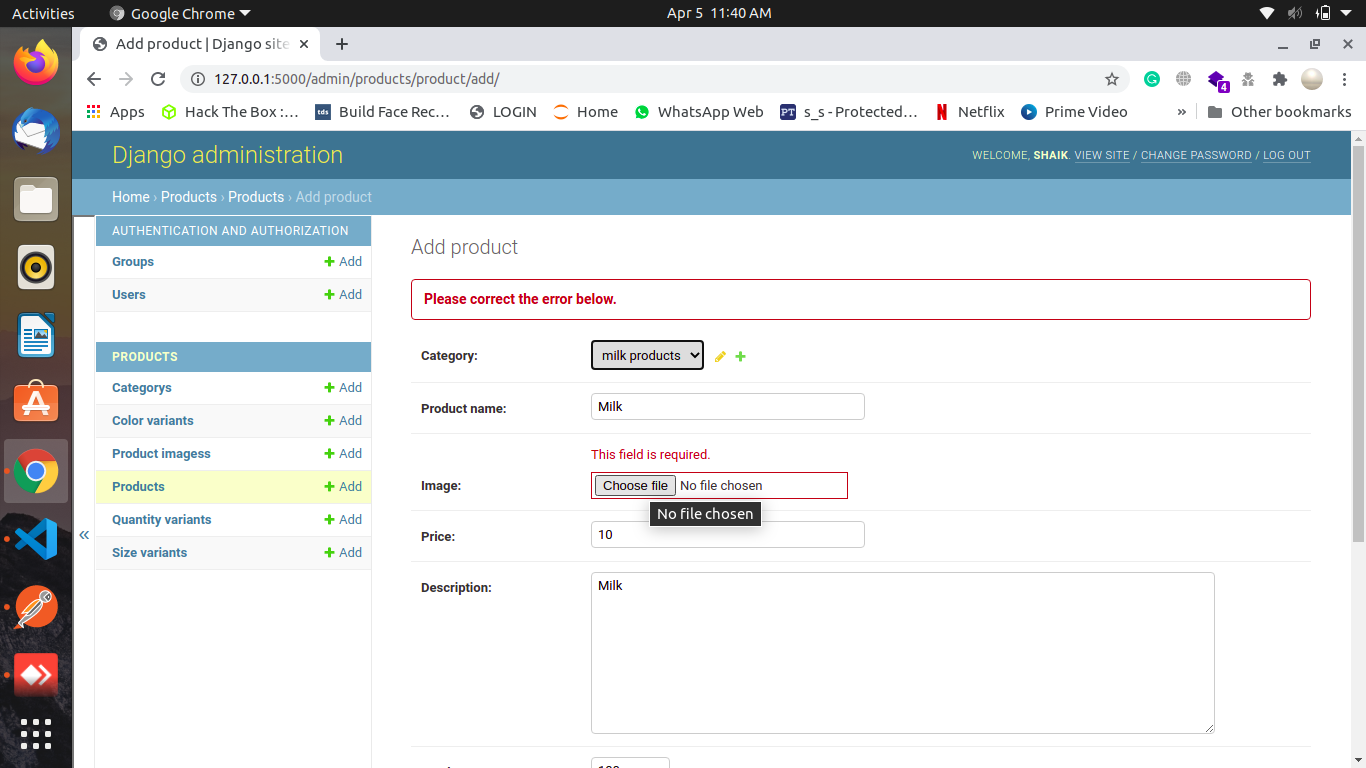 Activities Google Chrome Apr 5 11:40 AM
Add product | Django site
127.0.0.1:5000/admin/products/product/add/
4
Apps Hack The Box :... tds Build Face Rec... LOGIN Home WhatsApp Web PT s_s - Protected... Netflix Prime Video » Other bookmarks
Django administration
WELCOME, SHAIK. VIEW SITE / CHANGE PASSWORD / LOG OUT
Home › Products › Products › Add product
AUTHENTICATION AND AUTHORIZATION
Groups Add
Users Add
PRODUCTS
Categorys Add
Color variants Add
Product imagess Add
Products Add
Quantity variants Add
Size variants Add
«
Add product
Please correct the error below.
Category: milk products
Product name: Milk
This field is required.
Image: Choose file No file chosen
No file chosen
Price: 10
Description: Milk